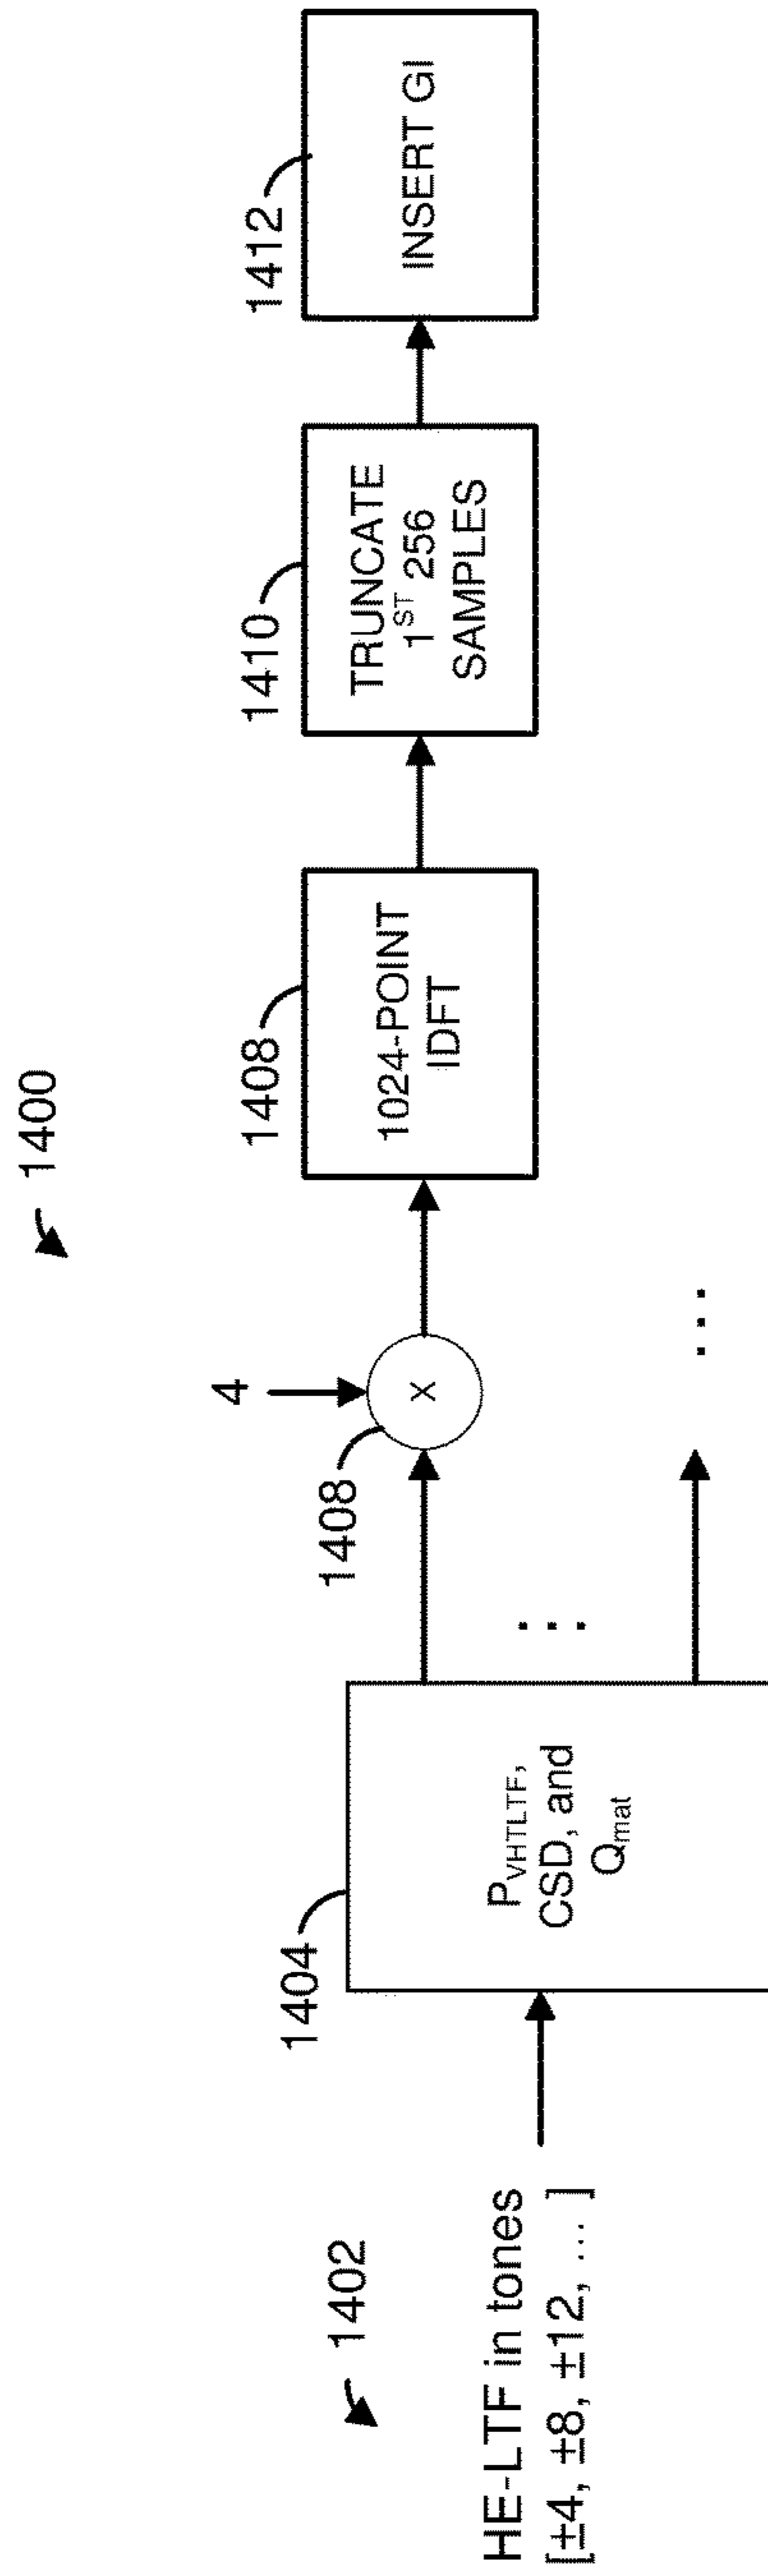 1400
1402
HE-LTF in tones
[±4, ±8, ±12, ... ]
1404
P_VHTLTF,
CSD, and
Q_mat
...
4
1408
X
...
1408
1024-POINT
IDFT
1410
TRUNCATE
1^ST 256
SAMPLES
1412
INSERT GI